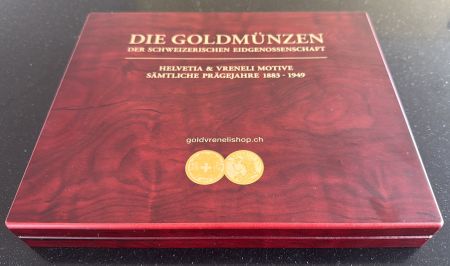 DIE GOLDMÜNZEN
DER SCHWEIZERISCHEN EIDGENOSSENSCHAFT
HELVETIA & VRENELI MOTIVE
SÄMTLICHE PRÄGEJAHRE 1883 - 1949
goldvrenelishop.ch